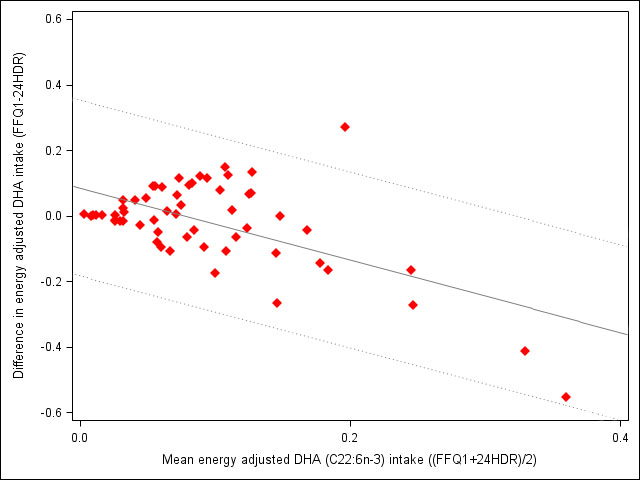 Difference in energy adjusted DHA intake (FFQ1-24HDR)
0.6
0.4
0.2
0.0
-0.2
-0.4
-0.6
0.0 0.2 0.4
Mean energy adjusted DHA (C22:6n-3) intake ((FFQ1+24HDR)/2)